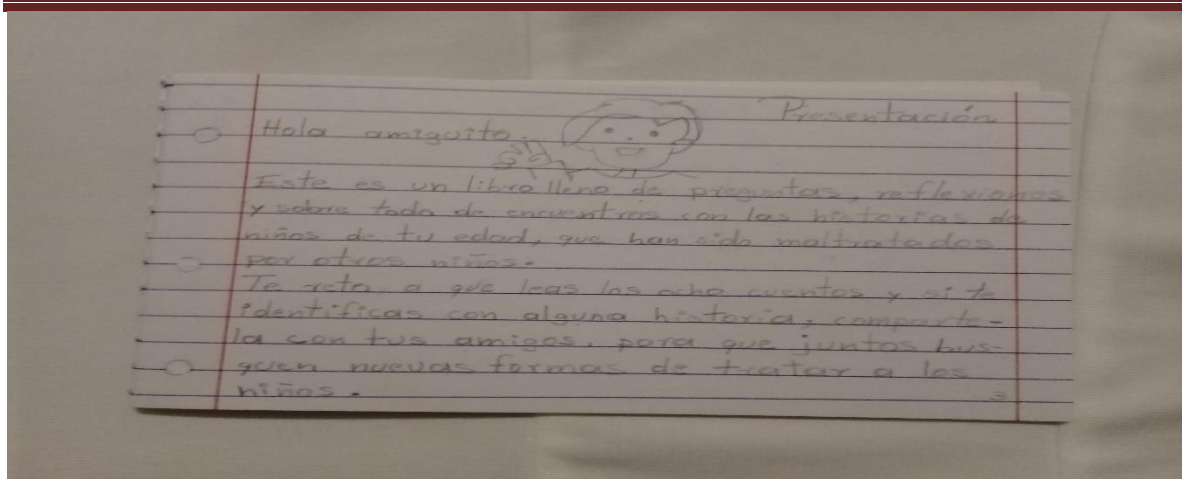 Presentación
Hola amiguito.
Este es un libro lleno de preguntas, reflexiones
y sobre todo de encuentros con las historias de
niños de tu edad, que han sido maltratados
por otros niños.
Te reto a que leas los ocho cuentos y si te
identificas con alguna historia, comparte-
la con tus amigos, para que juntos bus-
quen nuevas formas de tratar a los
niños.
3